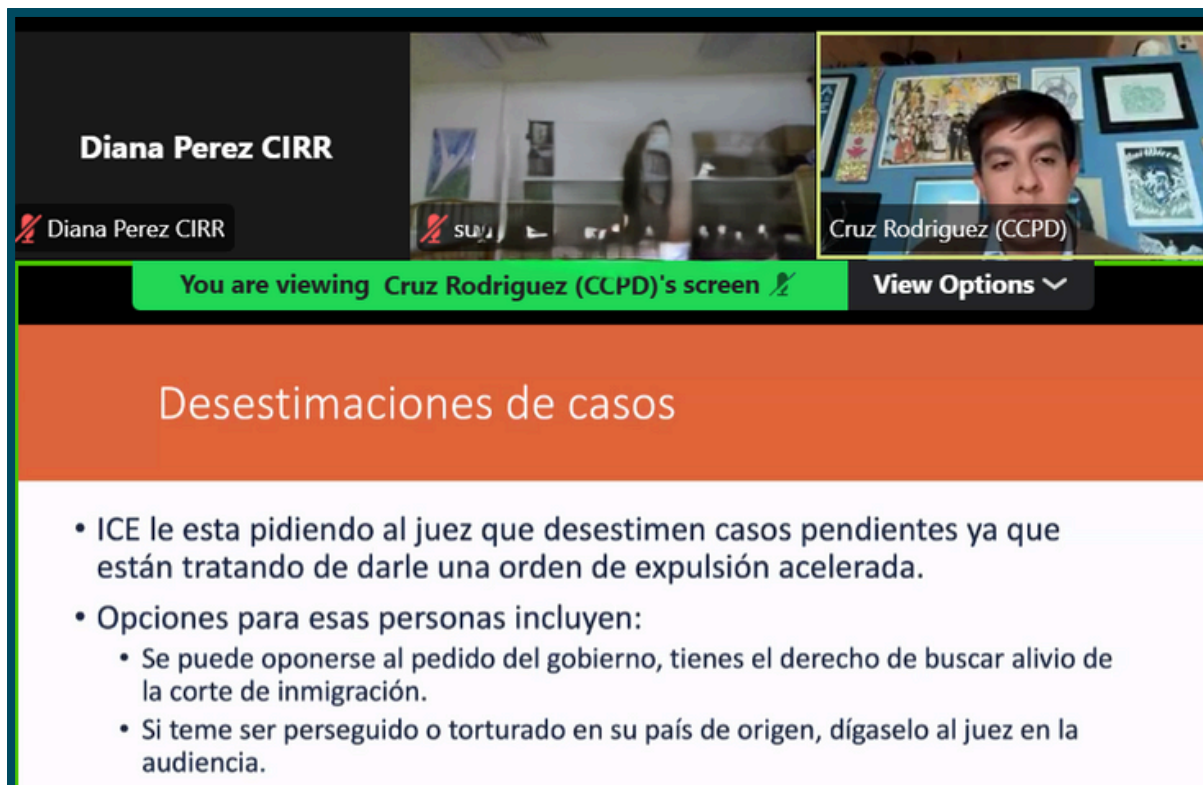 Diana Perez CIRR
Diana Perez CIRR
Cruz Rodriguez (CCPD)
You are viewing Cruz Rodriguez (CCPD)'s screen
View Options
Desestimaciones de casos
• ICE le esta pidiendo al juez que desestimen casos pendientes ya que
están tratando de darle una orden de expulsión acelerada.
• Opciones para esas personas incluyen:
• Se puede oponerse al pedido del gobierno, tienes el derecho de buscar alivio de
la corte de inmigración.
• Si teme ser perseguido o torturado en su país de origen, dígaselo al juez en la
audiencia.